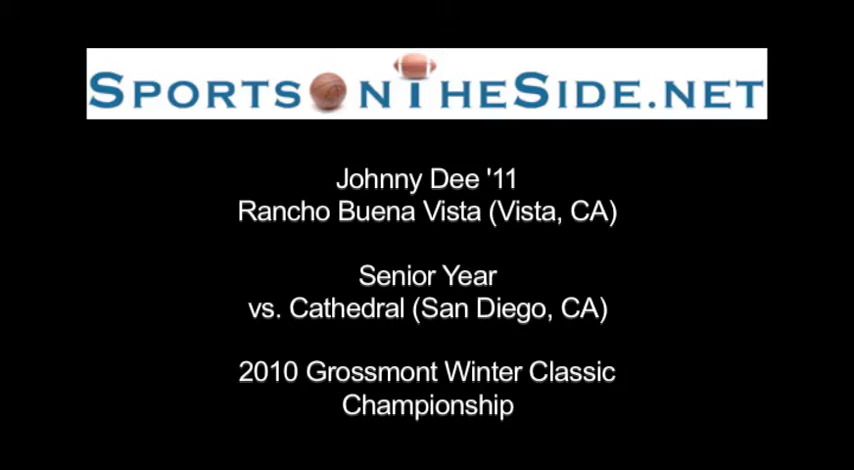 SPORTSONTHESIDE.NET
Johnny Dee '11
Rancho Buena Vista (Vista, CA)
Senior Year
vs. Cathedral (San Diego, CA)
2010 Grossmont Winter Classic
Championship